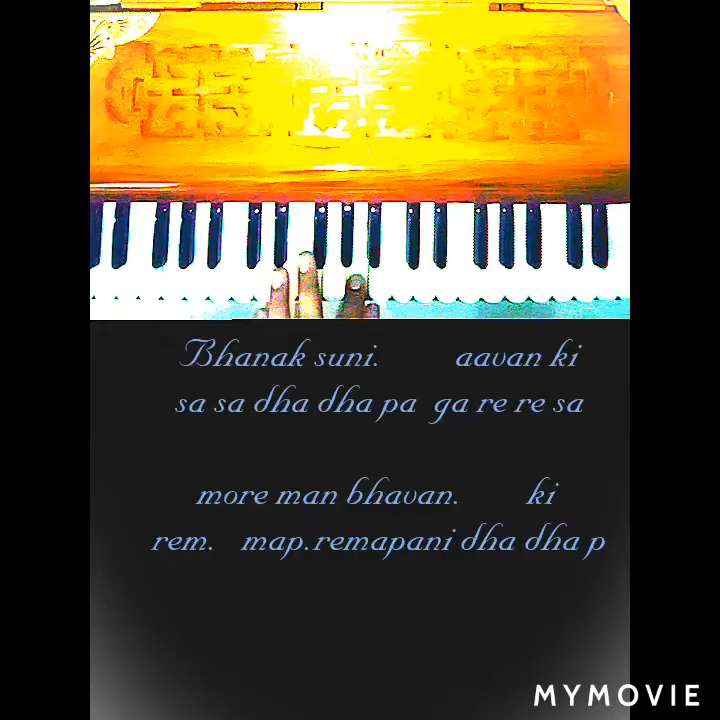 Bhanak suni. aavan ki
sa sa dha dha pa ga re re sa
more man bhavan. ki
rem. map.remapani dha dha p
MYMOVIE